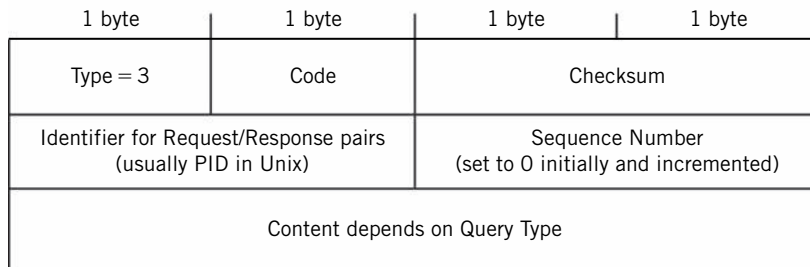 1 byte 1 byte 1 byte 1 byte
Type = 3 Code Checksum
Identifier for Request/Response pairs
(usually PID in Unix)
Sequence Number
(set to 0 initially and incremented)
Content depends on Query Type